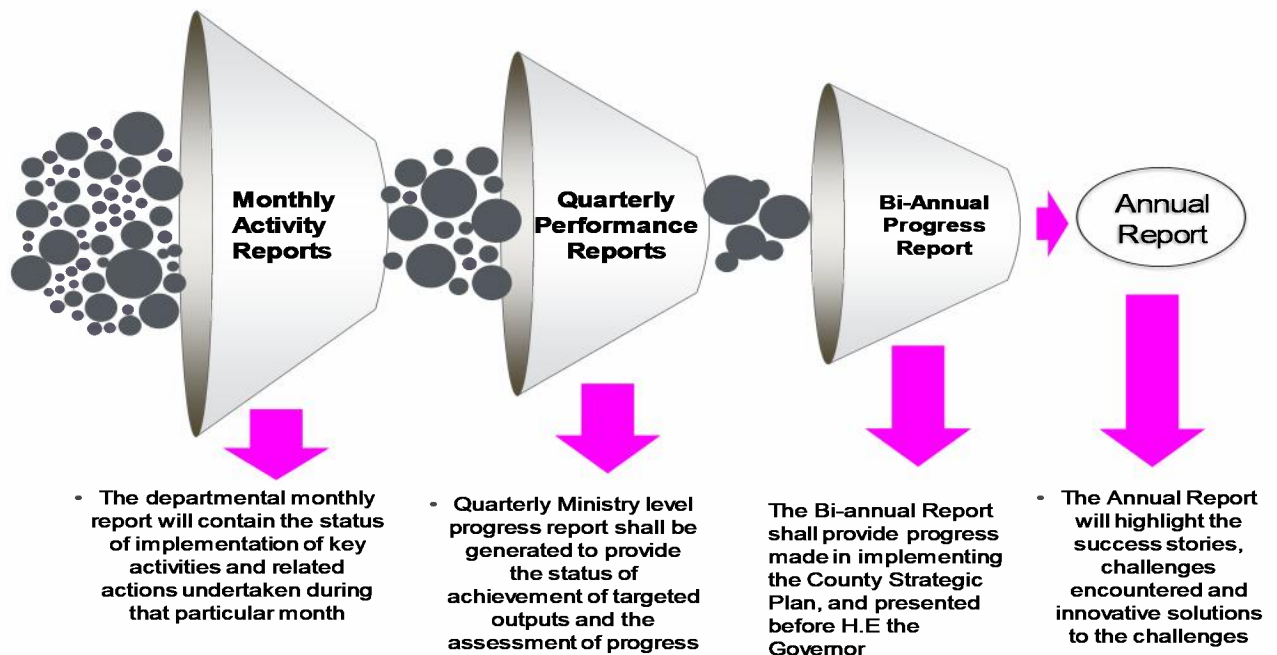 Monthly
Activity
Reports
Quarterly
Performance
Reports
Bi-Annual
Progress
Report
Annual
Report
• The departmental monthly
report will contain the status
of implementation of key
activities and related
actions undertaken during
that particular month
• Quarterly Ministry level
progress report shall be
generated to provide
the status of
achievement of targeted
outputs and the
assessment of progress
The Bi-annual Report
shall provide progress
made in implementing
the County Strategic
Plan, and presented
before H.E the
Governor
• The Annual Report
will highlight the
success stories,
challenges
encountered and
innovative solutions
to the challenges